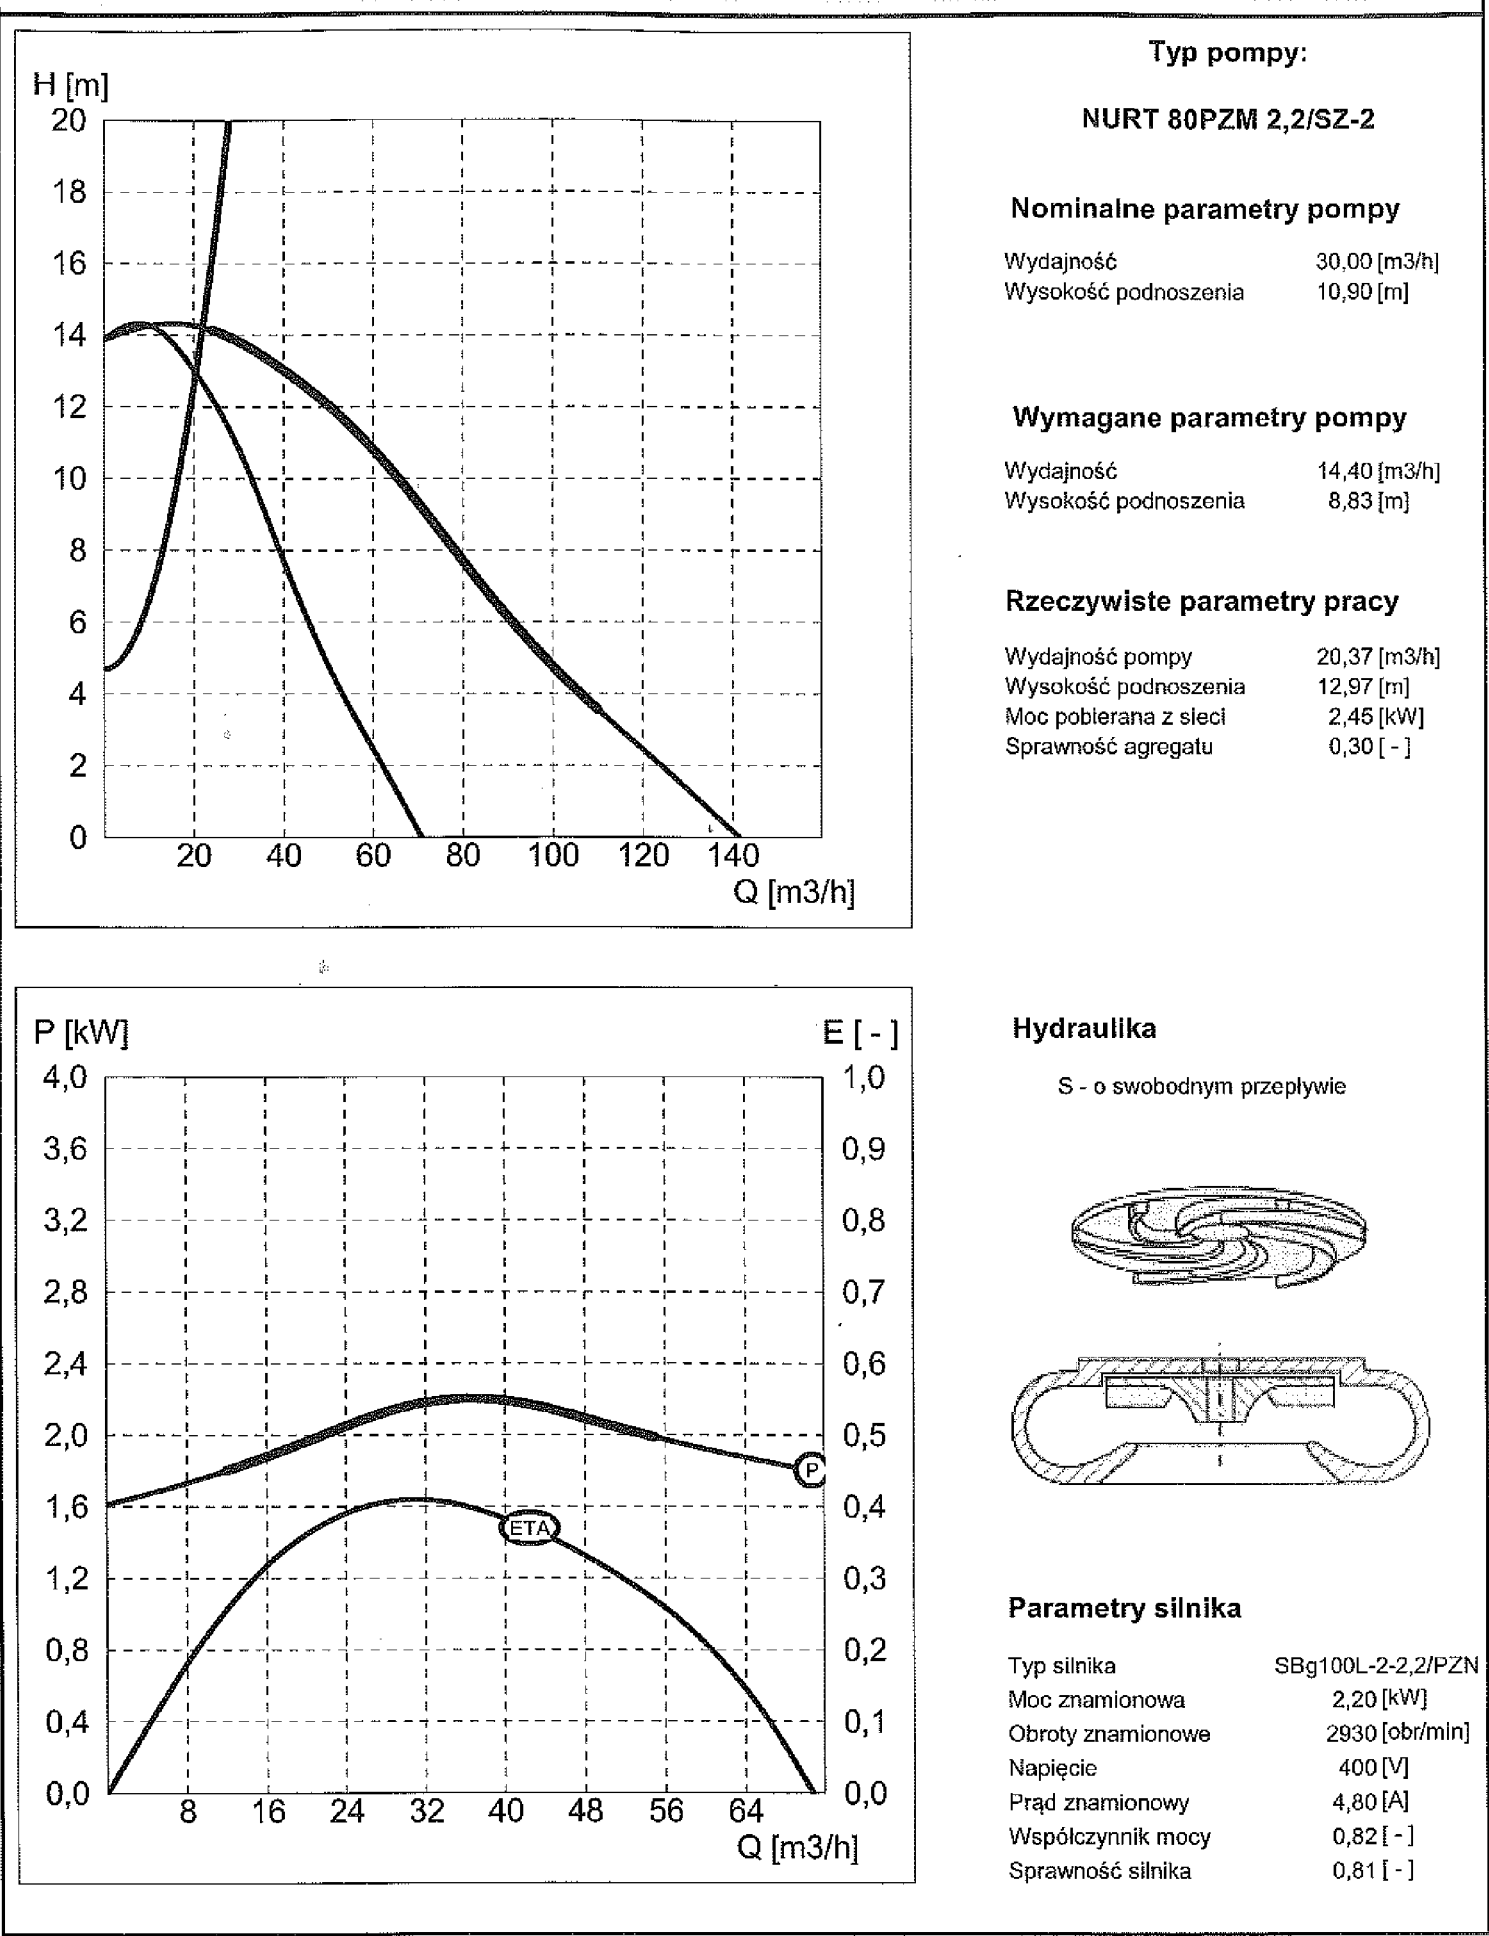 H [m]
20
18
16
14
12
10
8
6
4
2
0
20 40 60 80 100 120 140
Q [m3/h]
Typ pompy:
NURT 80PZM 2,2/SZ-2
Nominalne parametry pompy
Wydajność 30,00 [m3/h]
Wysokość podnoszenia 10,90 [m]
Wymagane parametry pompy
Wydajność 14,40 [m3/h]
Wysokość podnoszenia 8,83 [m]
Rzeczywiste parametry pracy
Wydajność pompy 20,37 [m3/h]
Wysokość podnoszenia 12,97 [m]
Moc pobierana z sieci 2,45 [kW]
Sprawność agregatu 0,30 [ - ]
P [kW] E [ - ]
4,0 1,0
3,6 0,9
3,2 0,8
2,8 0,7
2,4 0,6
2,0 0,5
P
1,6 0,4
ETA
1,2 0,3
0,8 0,2
0,4 0,1
0,0 0,0
8 16 24 32 40 48 56 64
Q [m3/h]
Hydraulika
S - o swobodnym przepływie
Parametry silnika
Typ silnika SBg100L-2-2,2/PZN
Moc znamionowa 2,20 [kW]
Obroty znamionowe 2930 [obr/min]
Napięcie 400 [V]
Prąd znamionowy 4,80 [A]
Współczynnik mocy 0,82 [ - ]
Sprawność silnika 0,81 [ - ]